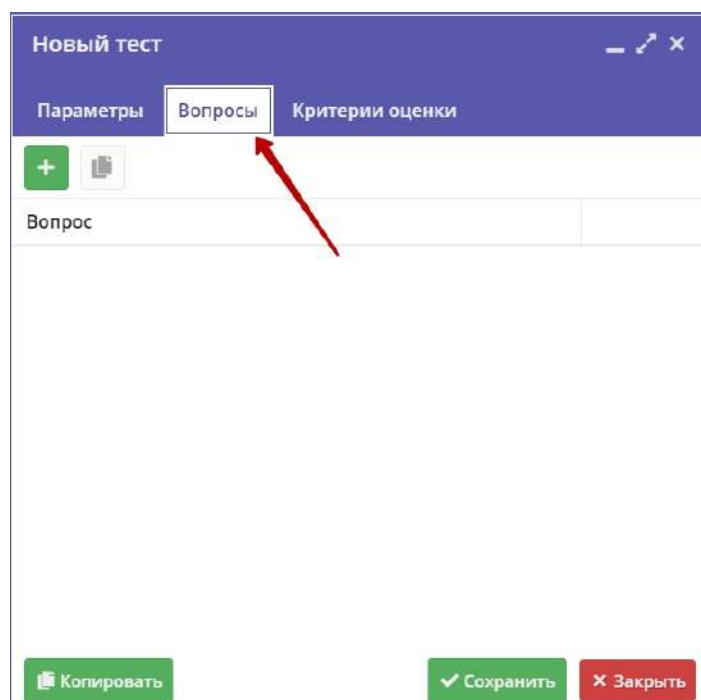 Новый тест
Параметры Вопросы Критерии оценки
Вопрос
Копировать Сохранить Закрыть